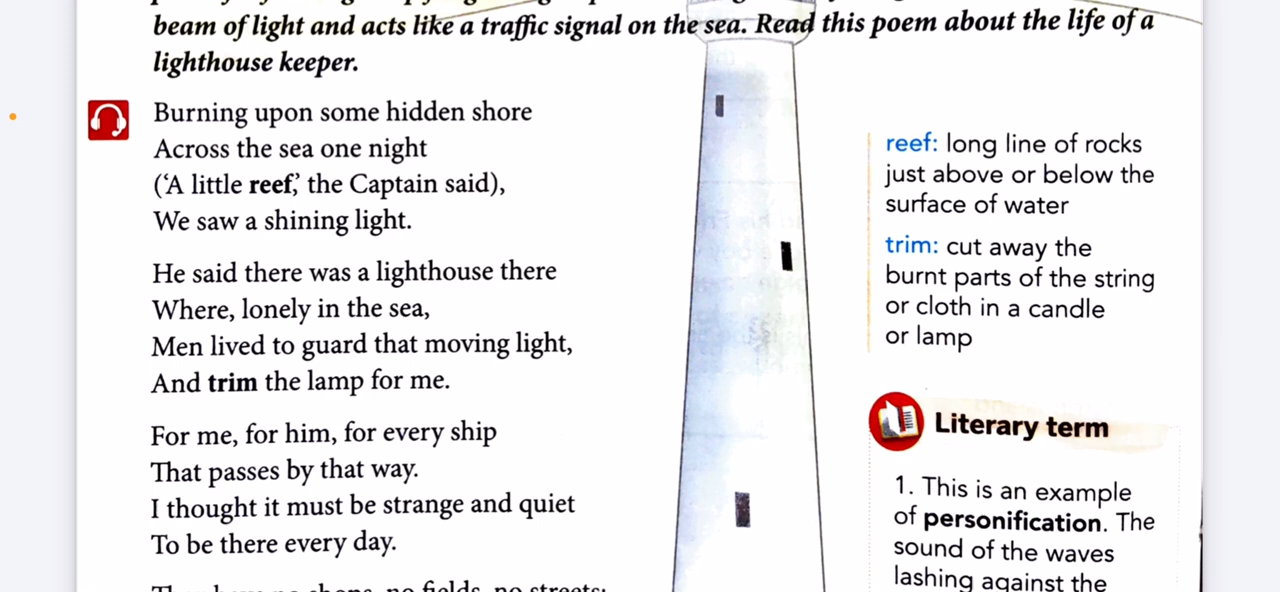 beam of light and acts like a traffic signal on the sea. Read this poem about the life of a
lighthouse keeper.
Burning upon some hidden shore
Across the sea one night
(‘A little reef,’ the Captain said),
We saw a shining light.
He said there was a lighthouse there
Where, lonely in the sea,
Men lived to guard that moving light,
And trim the lamp for me.
For me, for him, for every ship
That passes by that way.
I thought it must be strange and quiet
To be there every day.
no fields, no streets;
reef: long line of rocks
just above or below the
surface of water
trim: cut away the
burnt parts of the string
or cloth in a candle
or lamp
Literary term
1. This is an example
of personification. The
sound of the waves
lashing against the